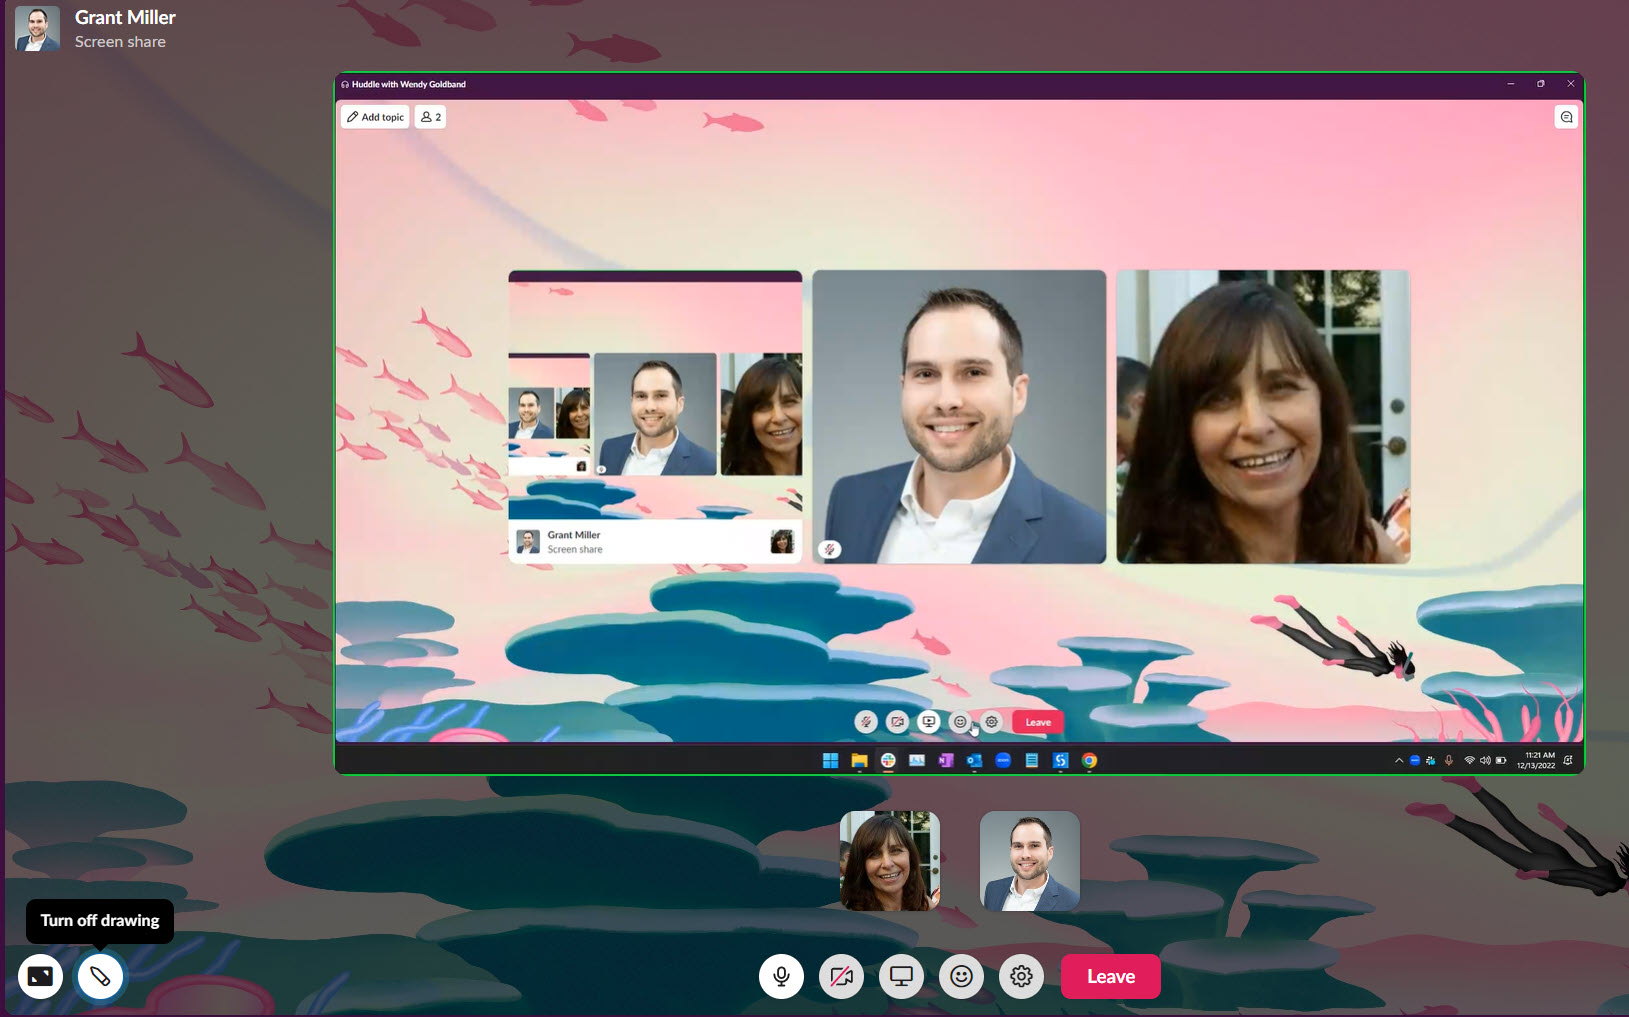 Grant Miller
Screen share
Huddle with Wendy Goldband
Add topic
2
Grant Miller
Screen share
Leave
11:21 AM
12/13/2022
Turn off drawing
Leave